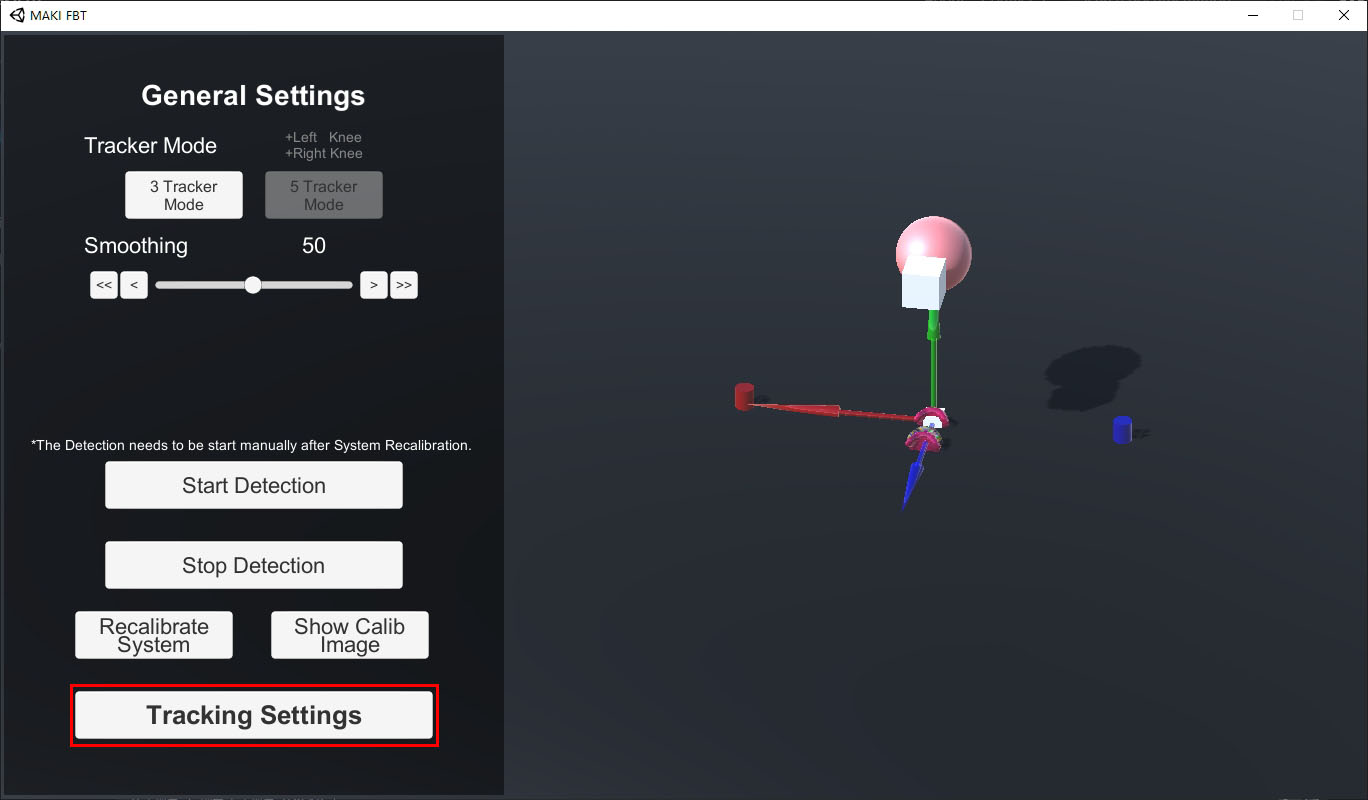 MAKI FBT
General Settings
Tracker Mode
+Left Knee
+Right Knee
3 Tracker
Mode
5 Tracker
Mode
Smoothing 50
<< < > >>
*The Detection needs to be start manually after System Recalibration.
Start Detection
Stop Detection
Recalibrate
System
Show Calib
Image
Tracking Settings